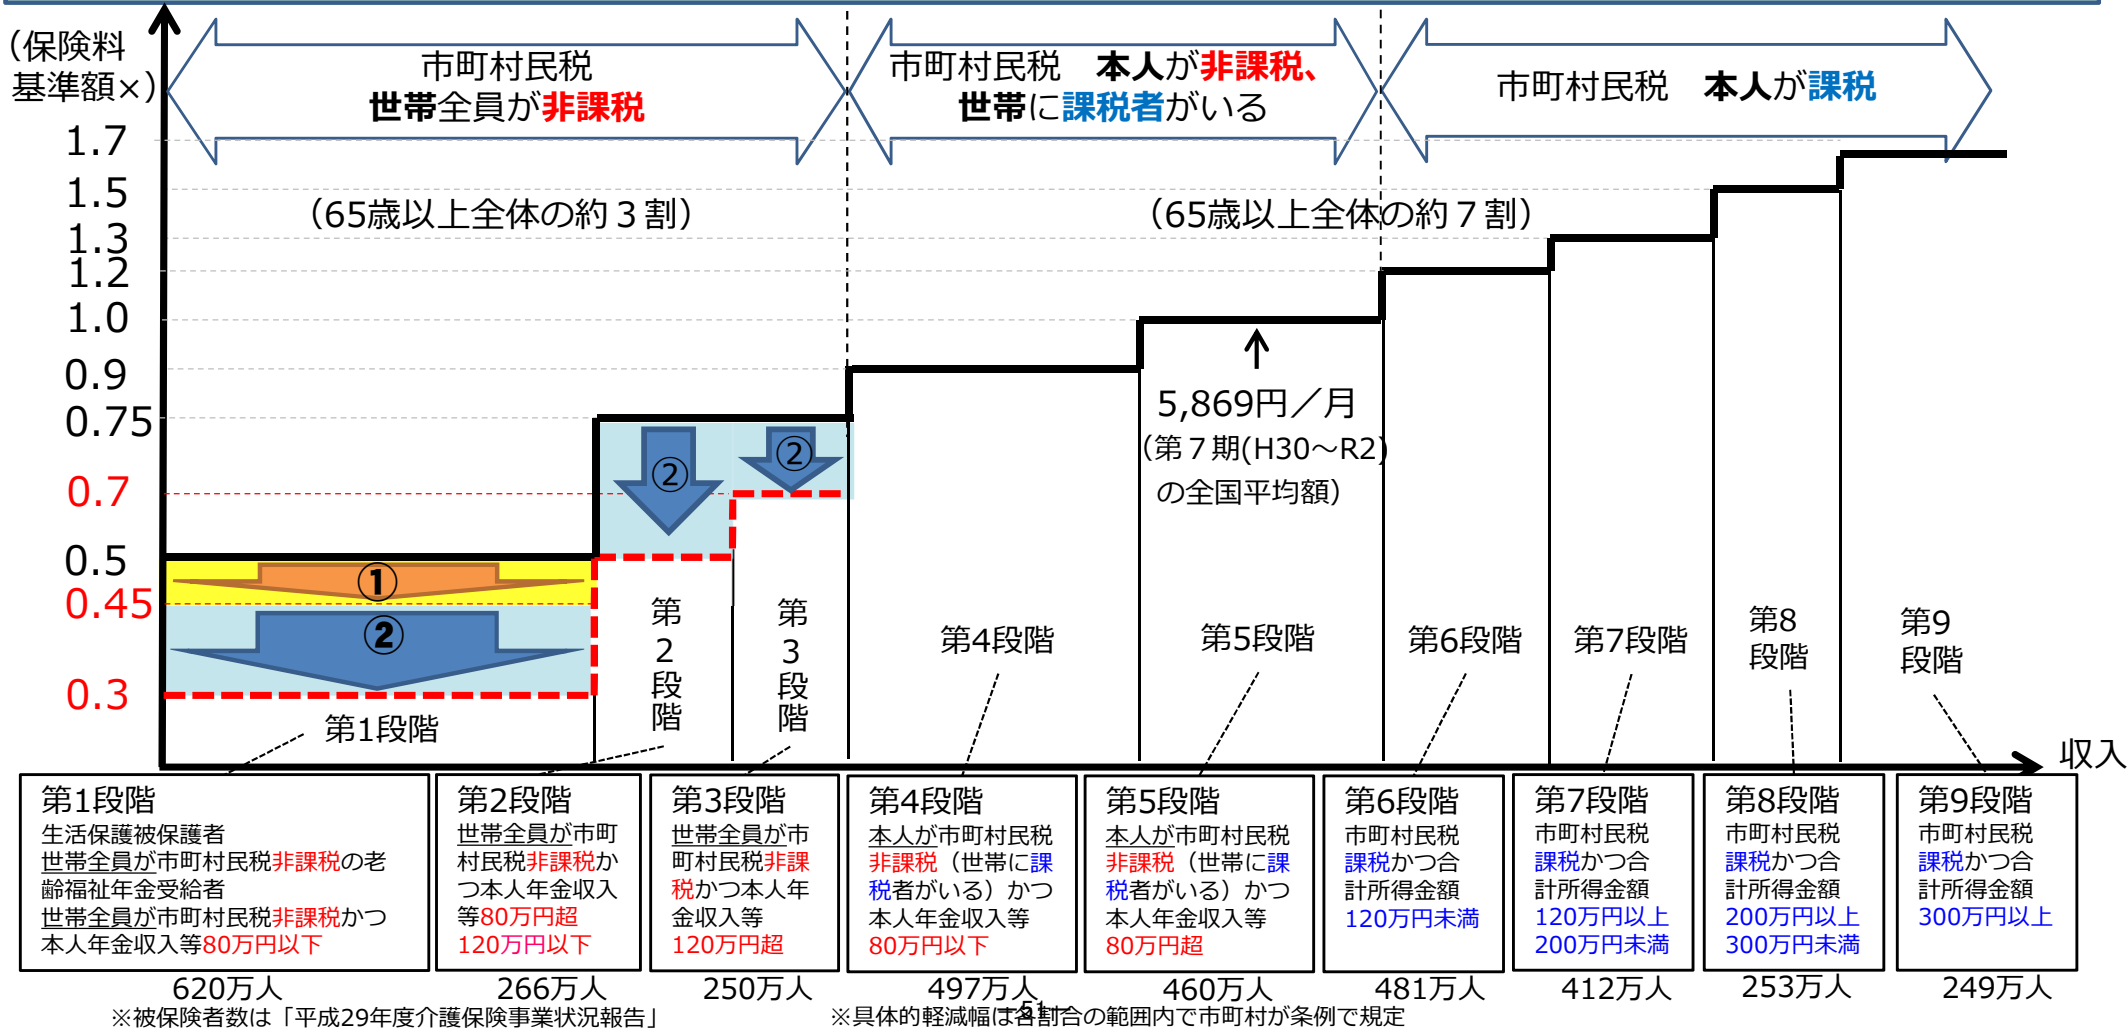 （保険料
基準額×）
市町村民税
世帯全員が非課税
市町村民税　本人が非課税、
世帯に課税者がいる
市町村民税　本人が課税
1.7
1.5
1.3
1.2
1.0
0.9
0.75
0.7
0.5
0.45
0.3
（65歳以上全体の約３割）
（65歳以上全体の約７割）
5,869円／月
（第７期(H30～R2)
の全国平均額）
②
②
①
②
第1段階
第2段階
第3段階
第4段階
第5段階
第6段階
第7段階
第8
段階
第9
段階
収入
第1段階
生活保護被保護者
世帯全員が市町村民税非課税の老
齢福祉年金受給者
世帯全員が市町村民税非課税かつ
本人年金収入等80万円以下
第2段階
世帯全員が市町
村民税非課税か
つ本人年金収入
等80万円超
120万円以下
第3段階
世帯全員が市
町村民税非課
税かつ本人年
金収入等
120万円超
第4段階
本人が市町村民税
非課税（世帯に課
税者がいる）かつ
本人年金収入等
80万円以下
第5段階
本人が市町村民税
非課税（世帯に課
税者がいる）かつ
本人年金収入等
80万円超
第6段階
市町村民税
課税かつ合
計所得金額
120万円未満
第7段階
市町村民税
課税かつ合
計所得金額
120万円以上
200万円未満
第8段階
市町村民税
課税かつ合
計所得金額
200万円以上
300万円未満
第9段階
市町村民税
課税かつ合
計所得金額
300万円以上
620万人
266万人
250万人
497万人
460万人
481万人
412万人
253万人
249万人
※被保険者数は「平成29年度介護保険事業状況報告」
※具体的軽減幅は各割合の範囲内で市町村が条例で規定
51